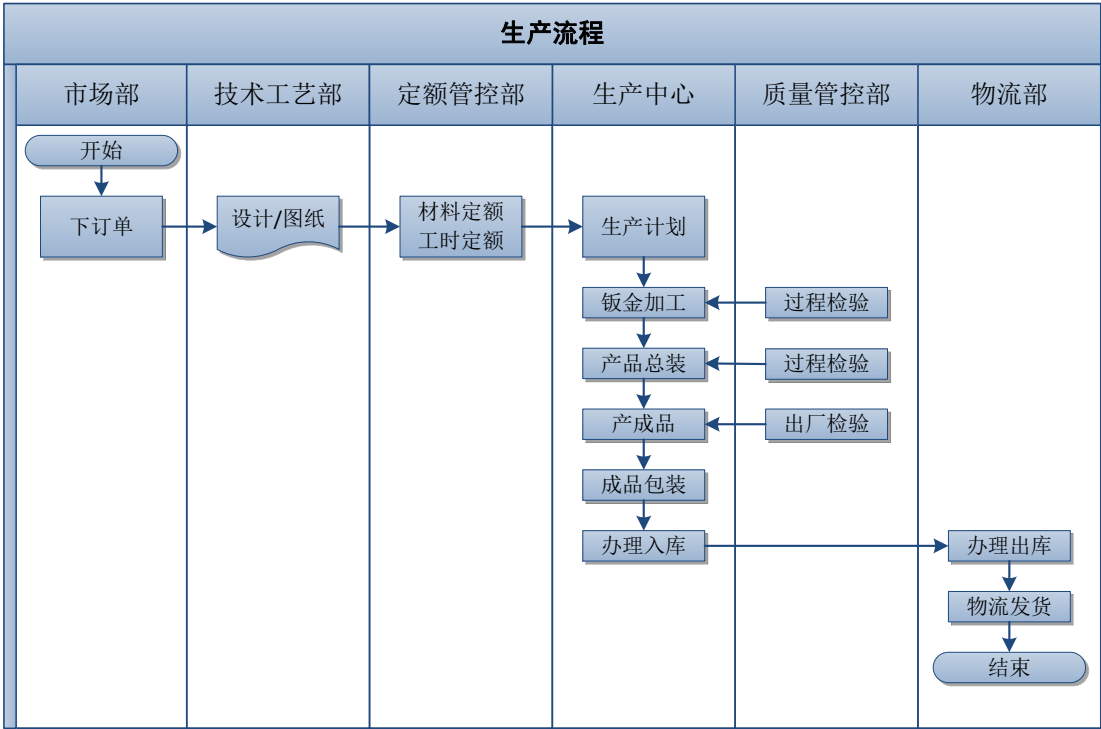 生产流程
市场部
技术工艺部
定额管控部
生产中心
质量管控部
物流部
开始
下订单
设计/图纸
材料定额
工时定额
生产计划
钣金加工
过程检验
产品总装
过程检验
产成品
出厂检验
成品包装
办理入库
办理出库
物流发货
结束